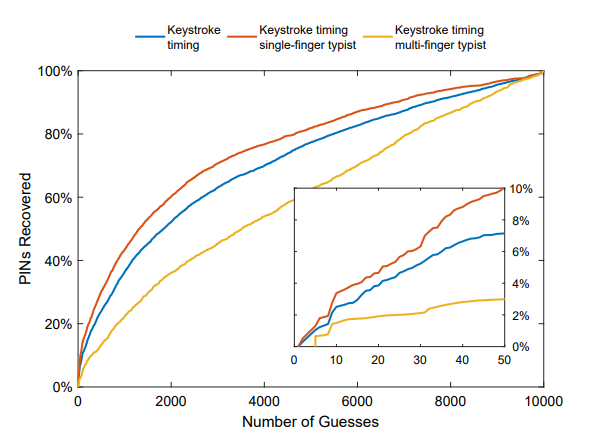 Keystroke timing
Keystroke timing single-finger typist
Keystroke timing multi-finger typist
100%
80%
60%
40%
20%
0%
PINs Recovered
10%
8%
6%
4%
2%
0%
0 10 20 30 40 50
0 2000 4000 6000 8000 10000
Number of Guesses